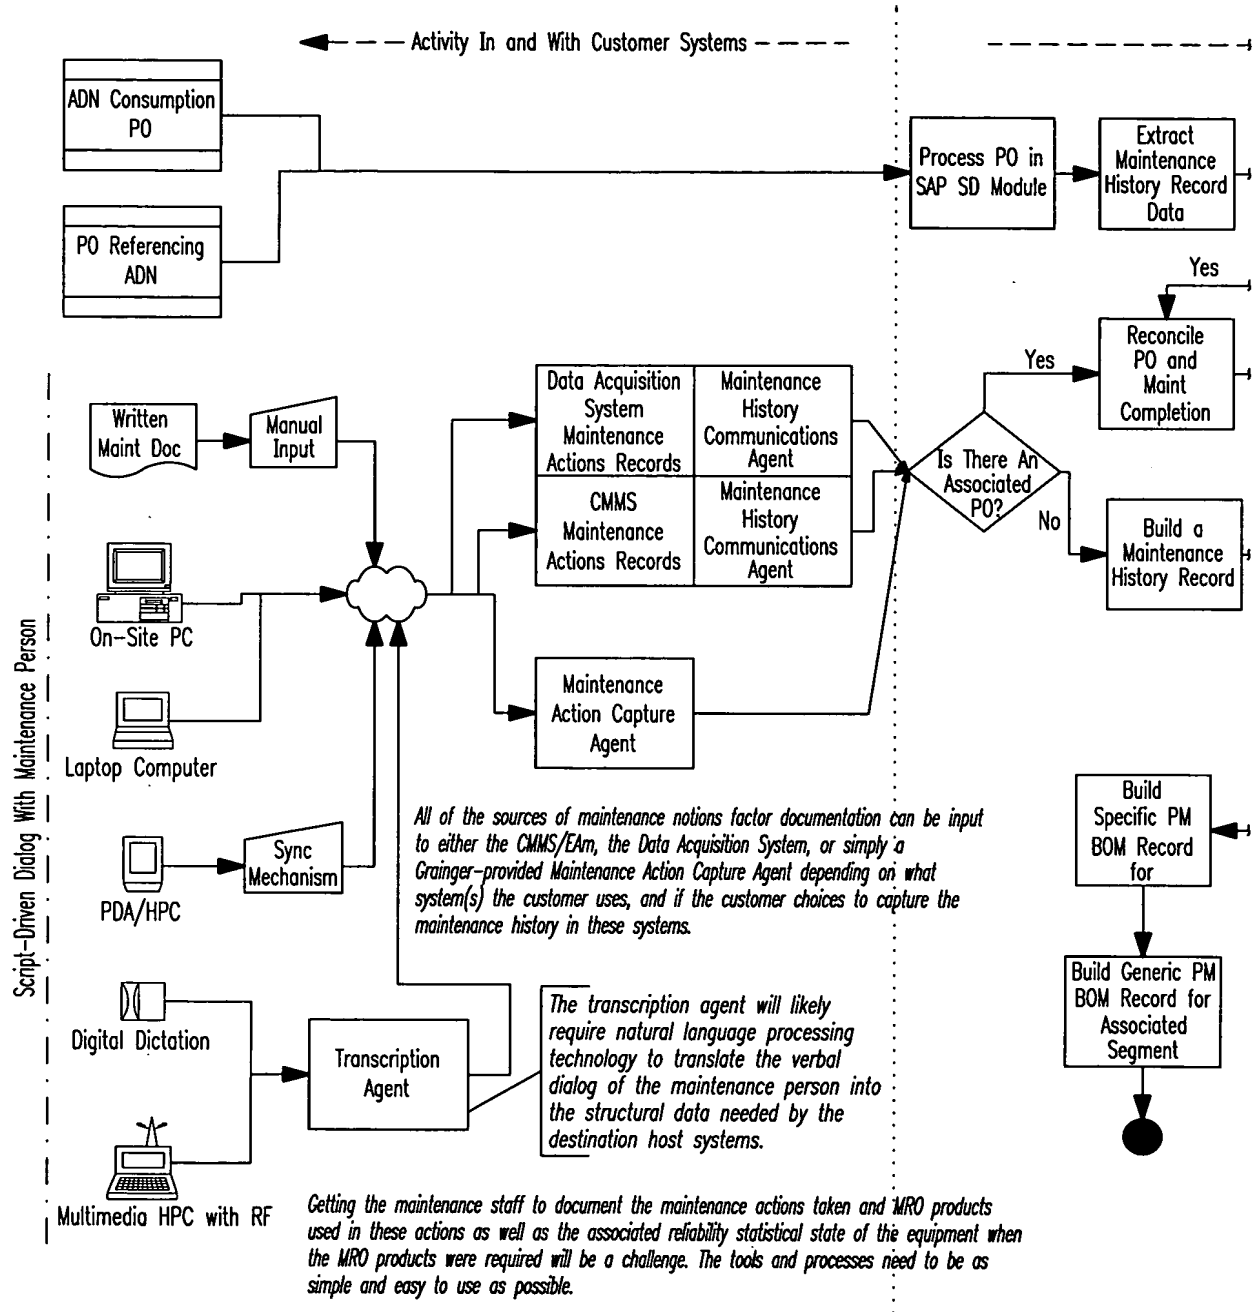 Activity In and With Customer Systems
ADN Consumption
PO
PO Referencing
ADN
Process PO in
SAP SD Module
Extract
Maintenance
History Record
Data
Yes
Reconcile
PO and
Maint
Completion
Yes
Is There An
Associated
PO?
No
Build a
Maintenance
History Record
Script-Driven Dialog With Maintenance Person
Written
Maint Doc
Manual
Input
Data Acquisition
System
Maintenance
Actions Records
Maintenance
History
Communications
Agent
CMMS
Maintenance
Actions Records
Maintenance
History
Communications
Agent
On-Site PC
Laptop Computer
Maintenance
Action Capture
Agent
PDA/HPC
Sync
Mechanism
All of the sources of maintenance notions factor documentation can be input
to either the CMMS/EAm, the Data Acquisition System, or simply a
Grainger-provided Maintenance Action Capture Agent depending on what
system(s) the customer uses, and if the customer choices to capture the
maintenance history in these systems.
Build
Specific PM
BOM Record
for
Build Generic PM
BOM Record for
Associated
Segment
Digital Dictation
Transcription
Agent
The transcription agent will likely
require natural language processing
technology to translate the verbal
dialog of the maintenance person into
the structural data needed by the
destination host systems.
Multimedia HPC with RF
Getting the maintenance staff to document the maintenance actions taken and MRO products
used in these actions as well as the associated reliability statistical state of the equipment when
the MRO products were required will be a challenge. The tools and processes need to be as
simple and easy to use as possible.